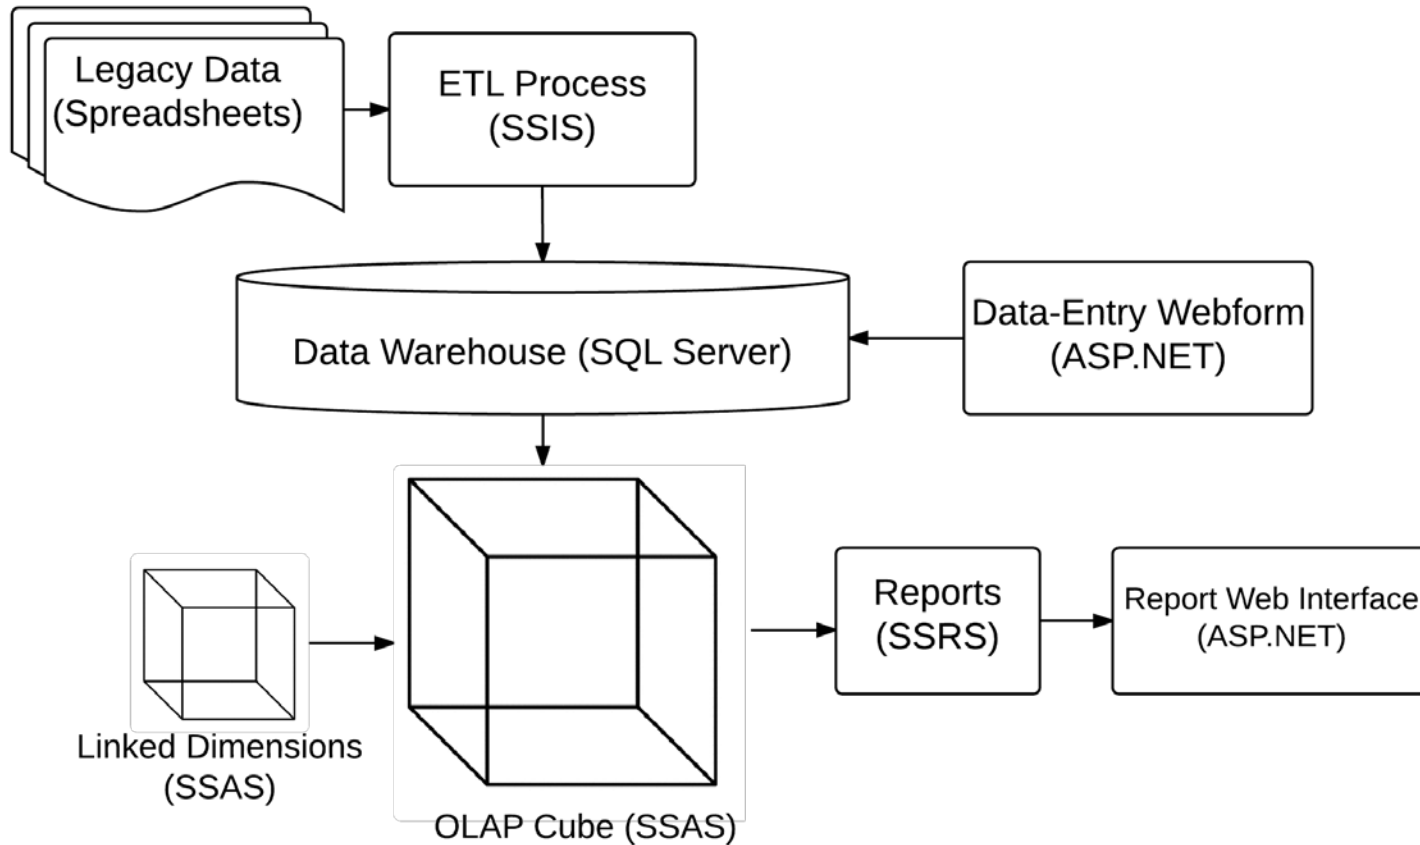 Legacy Data
(Spreadsheets)
ETL Process
(SSIS)
Data Warehouse (SQL Server)
Data-Entry Webform
(ASP.NET)
Linked Dimensions
(SSAS)
OLAP Cube (SSAS)
Reports
(SSRS)
Report Web Interface
(ASP.NET)